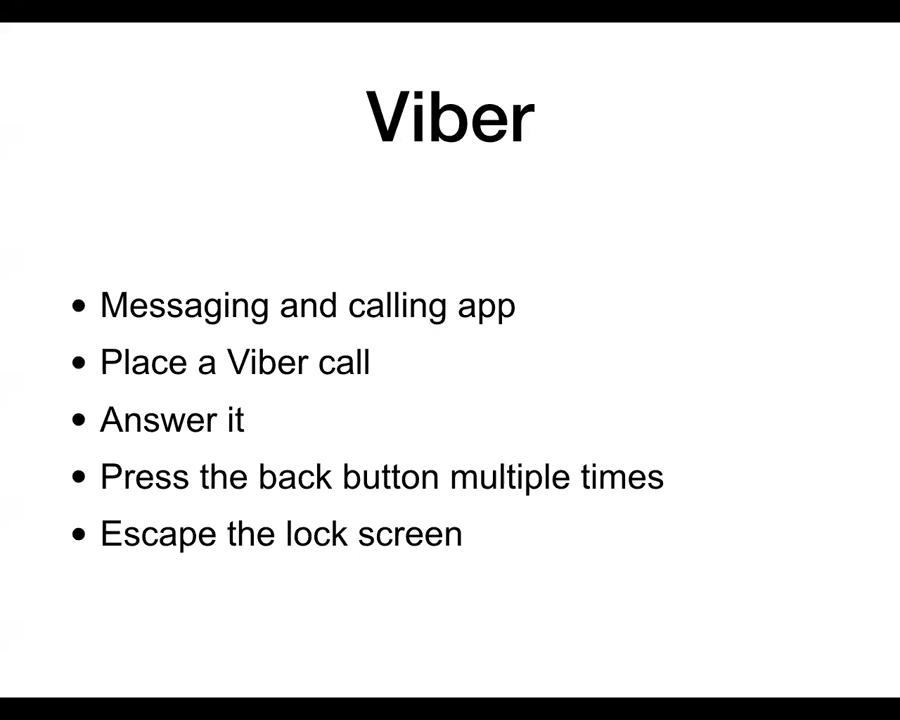 Viber
• Messaging and calling app
• Place a Viber call
• Answer it
• Press the back button multiple times
• Escape the lock screen